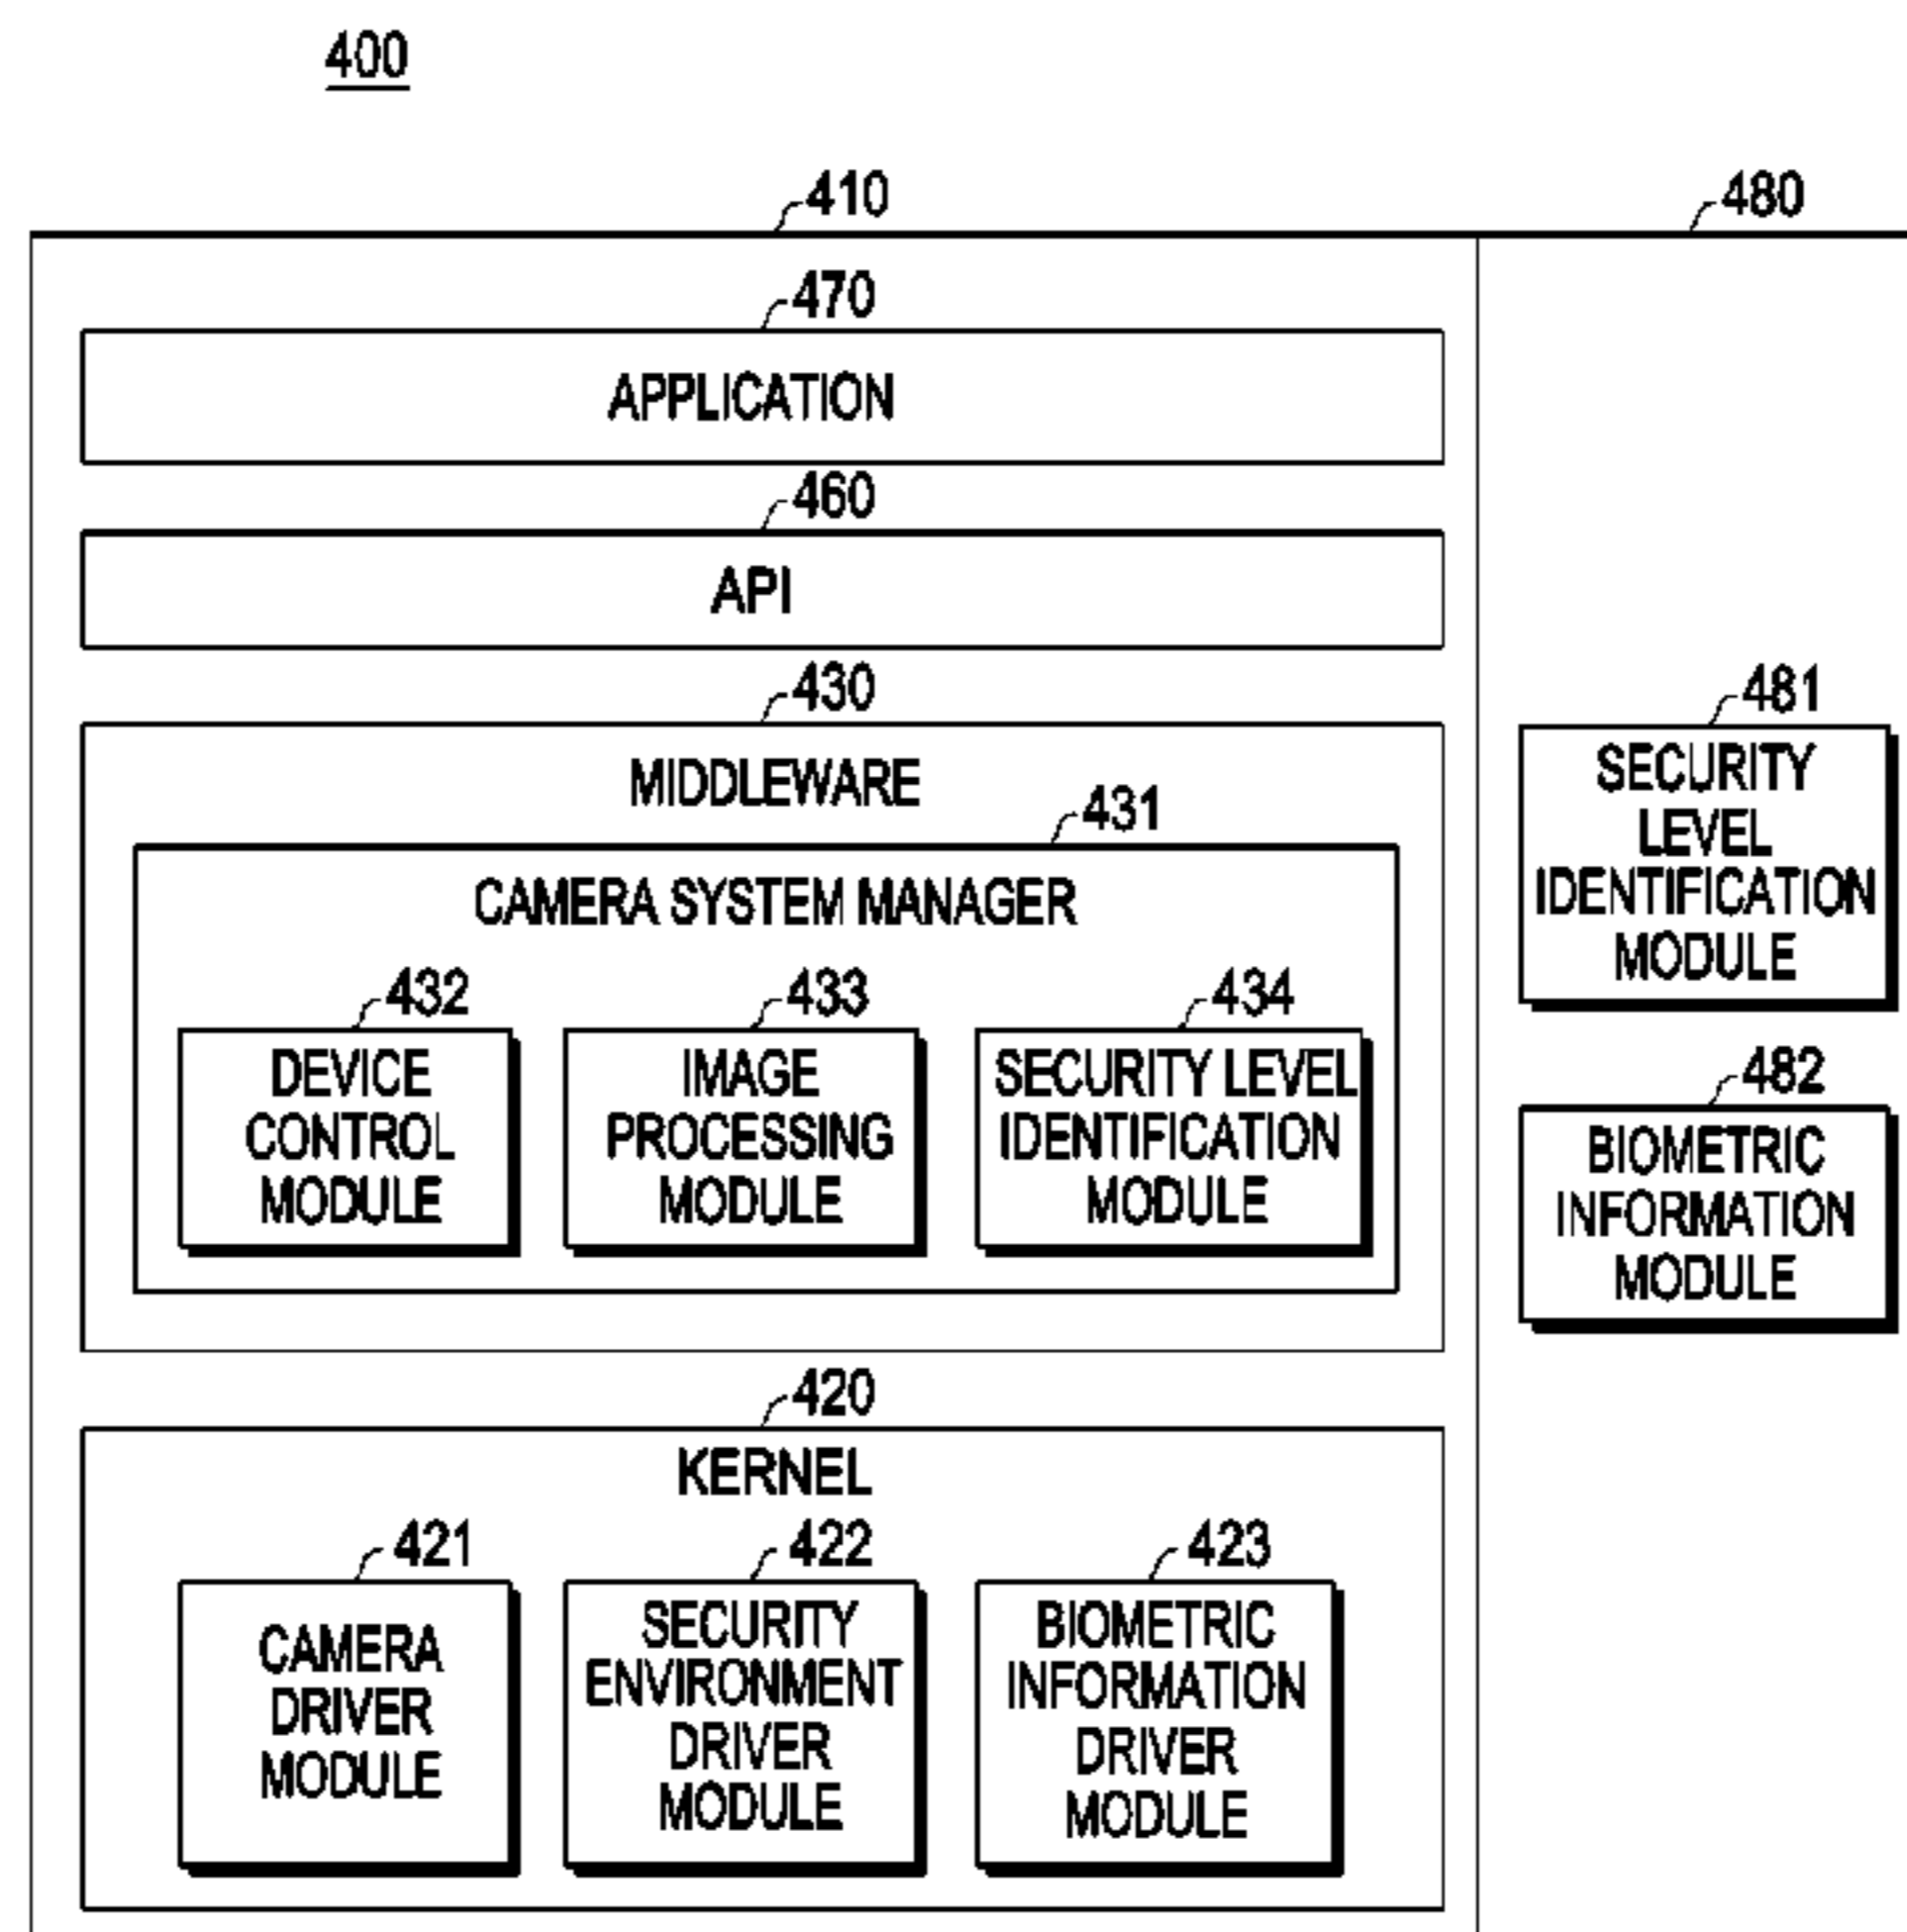 400
410
480
470
APPLICATION
460
API
430
MIDDLEWARE
431
CAMERA SYSTEM MANAGER
432
DEVICE
CONTROL
MODULE
433
IMAGE
PROCESSING
MODULE
434
SECURITY LEVEL
IDENTIFICATION
MODULE
481
SECURITY
LEVEL
IDENTIFICATION
MODULE
482
BIOMETRIC
INFORMATION
MODULE
420
KERNEL
421
CAMERA
DRIVER
MODULE
422
SECURITY
ENVIRONMENT
DRIVER
MODULE
423
BIOMETRIC
INFORMATION
DRIVER
MODULE